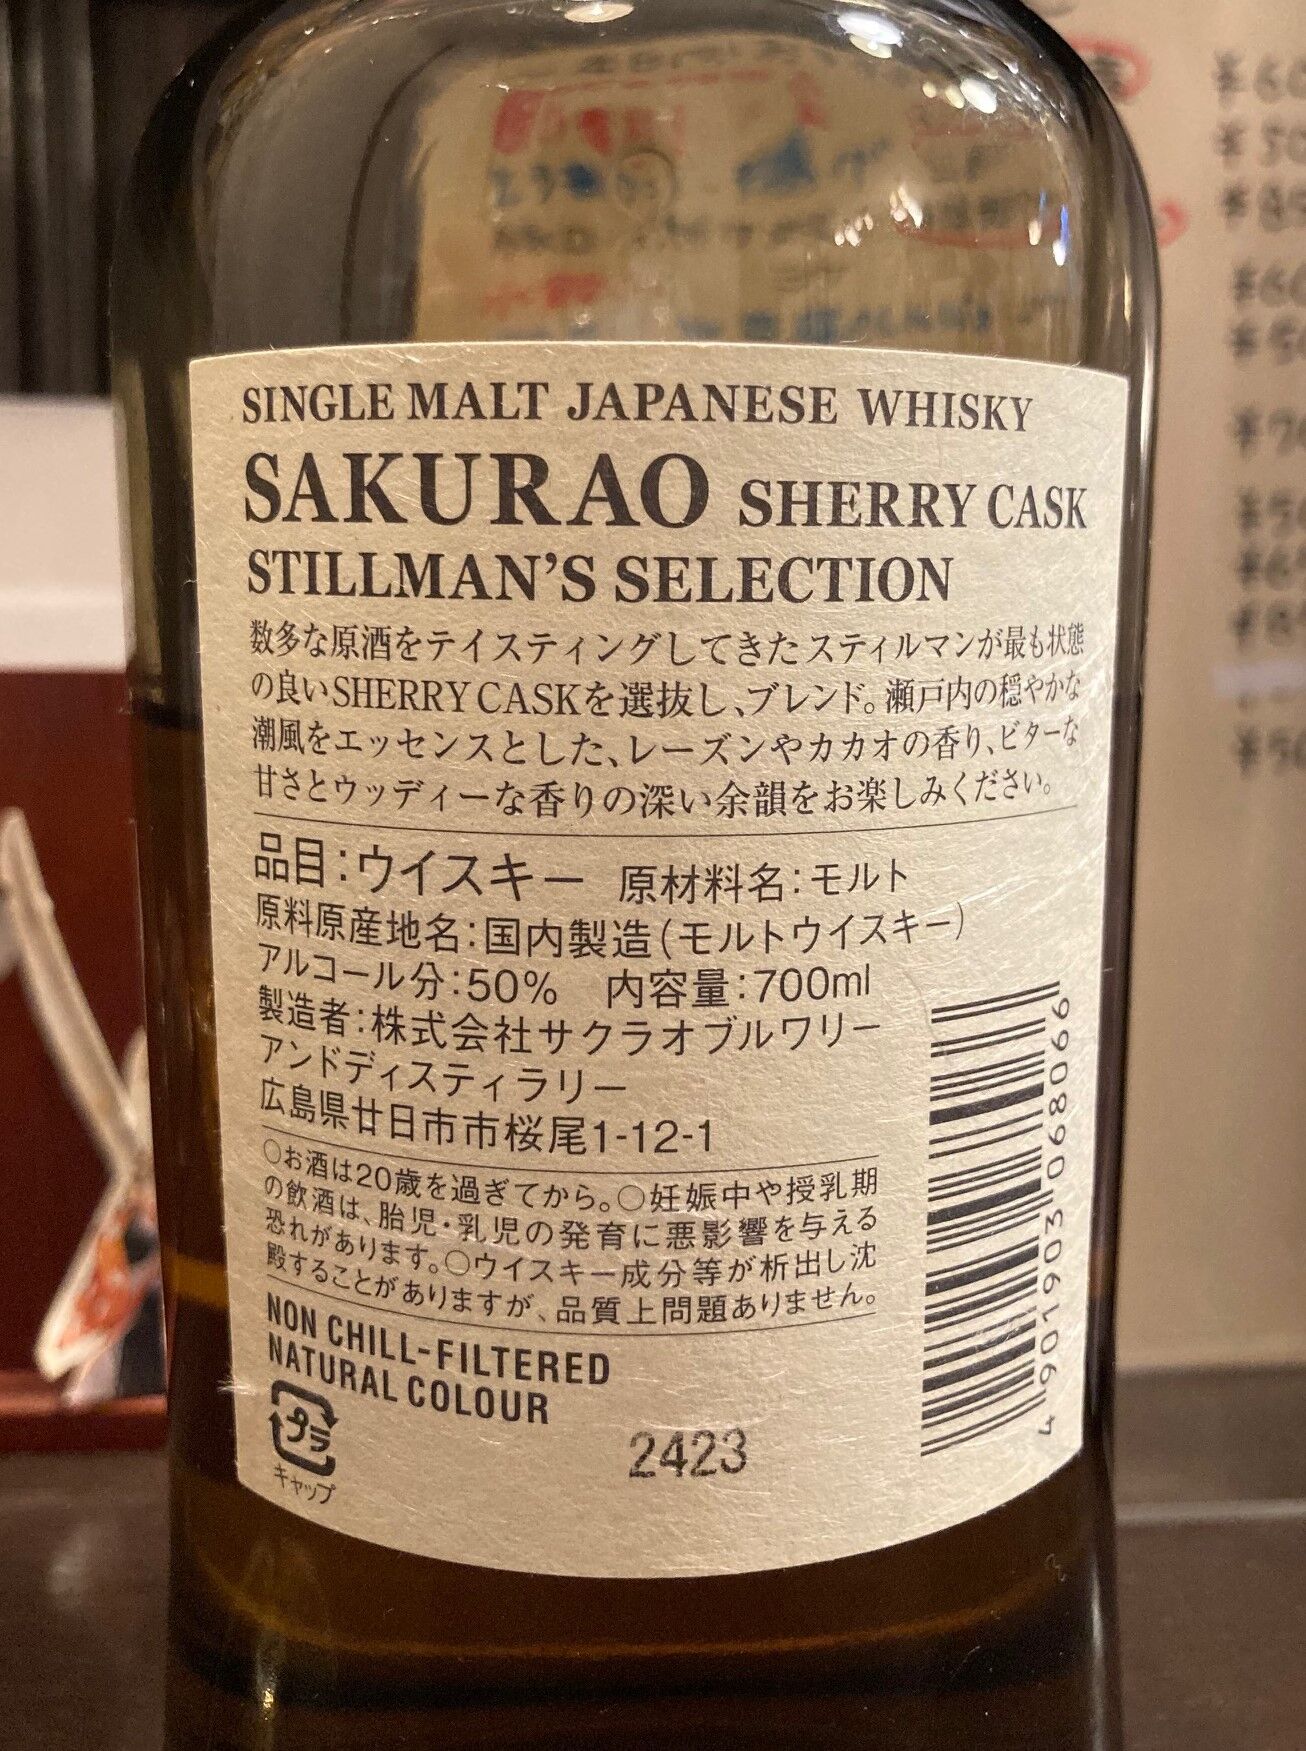 SINGLE MALT JAPANESE WHISKY
SAKURAO SHERRY CASK
STILLMAN'S SELECTION
数多な原酒をテイスティングしてきたスティルマンが最も状態
の良いSHERRY CASKを選抜し、ブレンド。瀬戸内の穏やかな
潮風をエッセンスとした、レーズンやカカオの香り、ビターな
甘さとウッディーな香りの深い余韻をお楽しみください。
品目：ウイスキー 原材料名：モルト
原料原産地名：国内製造（モルトウイスキー）
アルコール分：50% 内容量：700ml
製造者：株式会社サクラオブルワリー
アンドディスティラリー
広島県廿日市市桜尾1-12-1
○お酒は20歳を過ぎてから。○妊娠中や授乳期
の飲酒は、胎児・乳児の発育に悪影響を与える
恐れがあります。○ウイスキー成分等が析出し沈
殿することがありますが、品質上問題ありません。
NON CHILL-FILTERED
NATURAL COLOUR
プラ
キャップ
2423
4 901903 068066